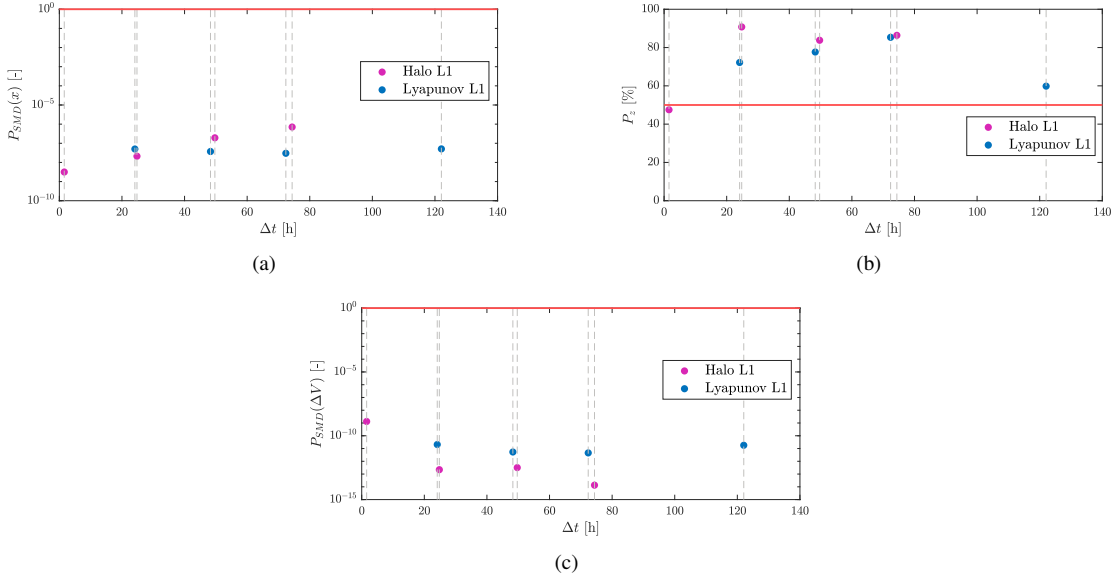 10^0
10^-5
10^-10
P_SMD(x) [-]
0 20 40 60 80 100 120 140
Δt [h]
Halo L1
Lyapunov L1
(a)
100
80
60
40
20
0
P_z [%]
0 20 40 60 80 100 120 140
Δt [h]
Halo L1
Lyapunov L1
(b)
10^0
10^-5
10^-10
10^-15
P_SMD(ΔV) [-]
0 20 40 60 80 100 120 140
Δt [h]
Halo L1
Lyapunov L1
(c)